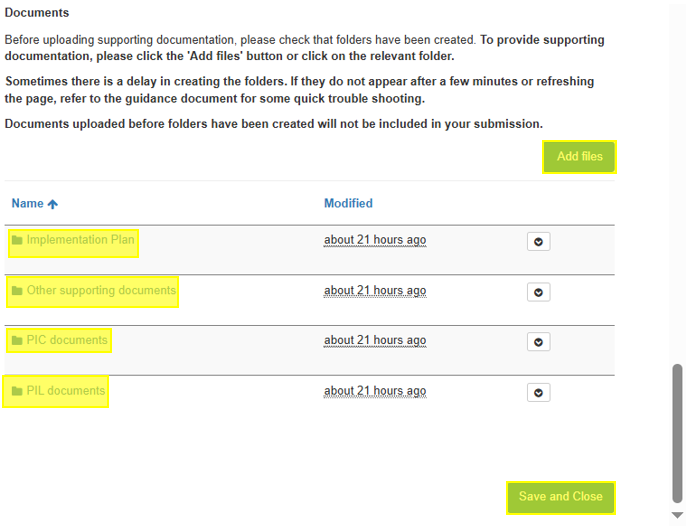 Documents
Before uploading supporting documentation, please check that folders have been created. To provide supporting
documentation, please click the 'Add files' button or click on the relevant folder.
Sometimes there is a delay in creating the folders. If they do not appear after a few minutes or refreshing
the page, refer to the guidance document for some quick trouble shooting.
Documents uploaded before folders have been created will not be included in your submission.
Add files
Name Modified
Implementation Plan about 21 hours ago
Other supporting documents about 21 hours ago
PIC documents about 21 hours ago
PIL documents about 21 hours ago
Save and Close